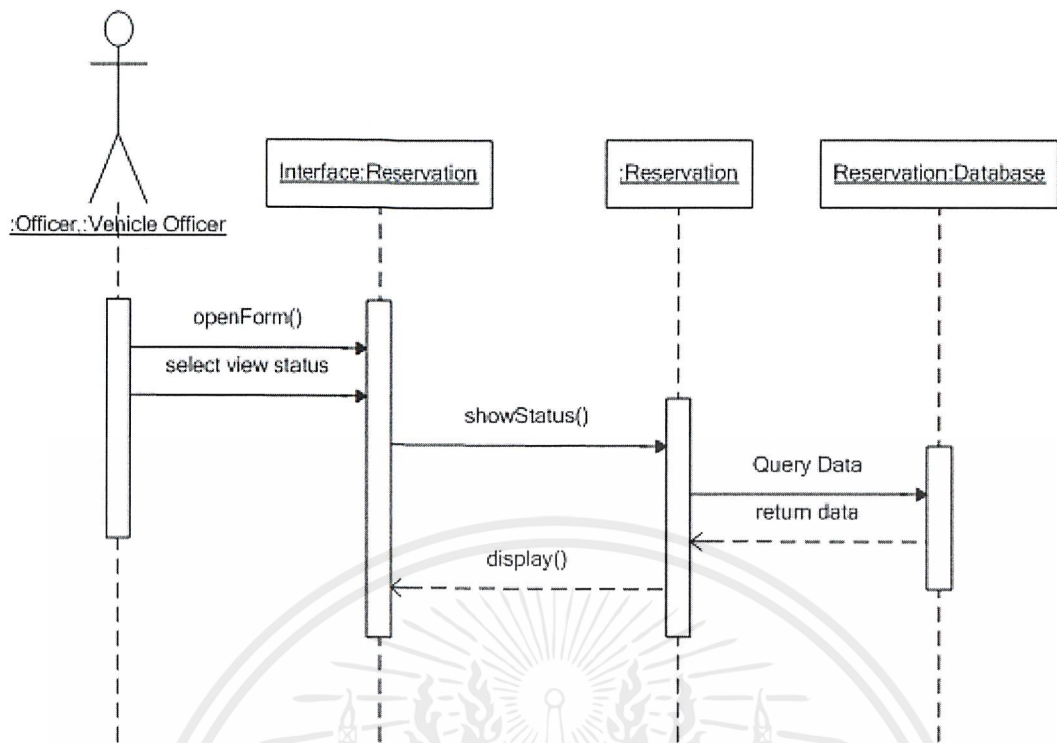 :Officer,:Vehicle Officer
Interface:Reservation
:Reservation
Reservation:Database
openForm()
select view status
showStatus()
Query Data
return data
display()